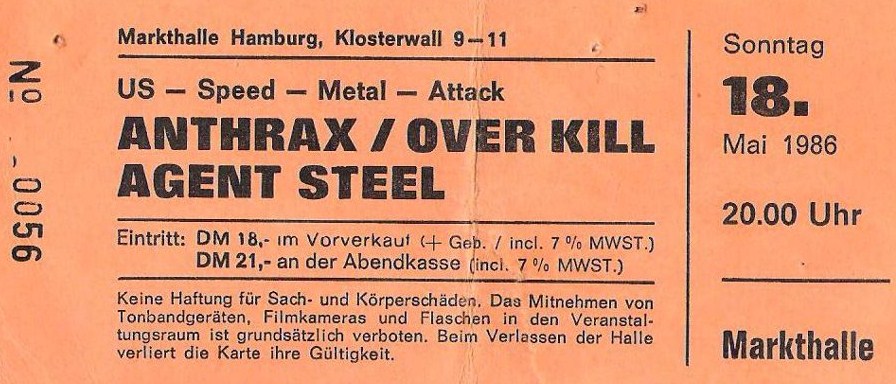 Nº 0056
Markthalle Hamburg, Klosterwall 9–11
US – Speed – Metal – Attack
ANTHRAX / OVER KILL
AGENT STEEL
Eintritt: DM 18,- im Vorverkauf (+ Geb. / incl. 7 % MWST.)
DM 21,- an der Abendkasse (incl. 7 % MWST.)
Keine Haftung für Sach- und Körperschäden. Das Mitnehmen von
Tonbandgeräten, Filmkameras und Flaschen in den Veranstal-
tungsraum ist grundsätzlich verboten. Beim Verlassen der Halle
verliert die Karte ihre Gültigkeit.
Sonntag
18.
Mai 1986
20.00 Uhr
Markthalle